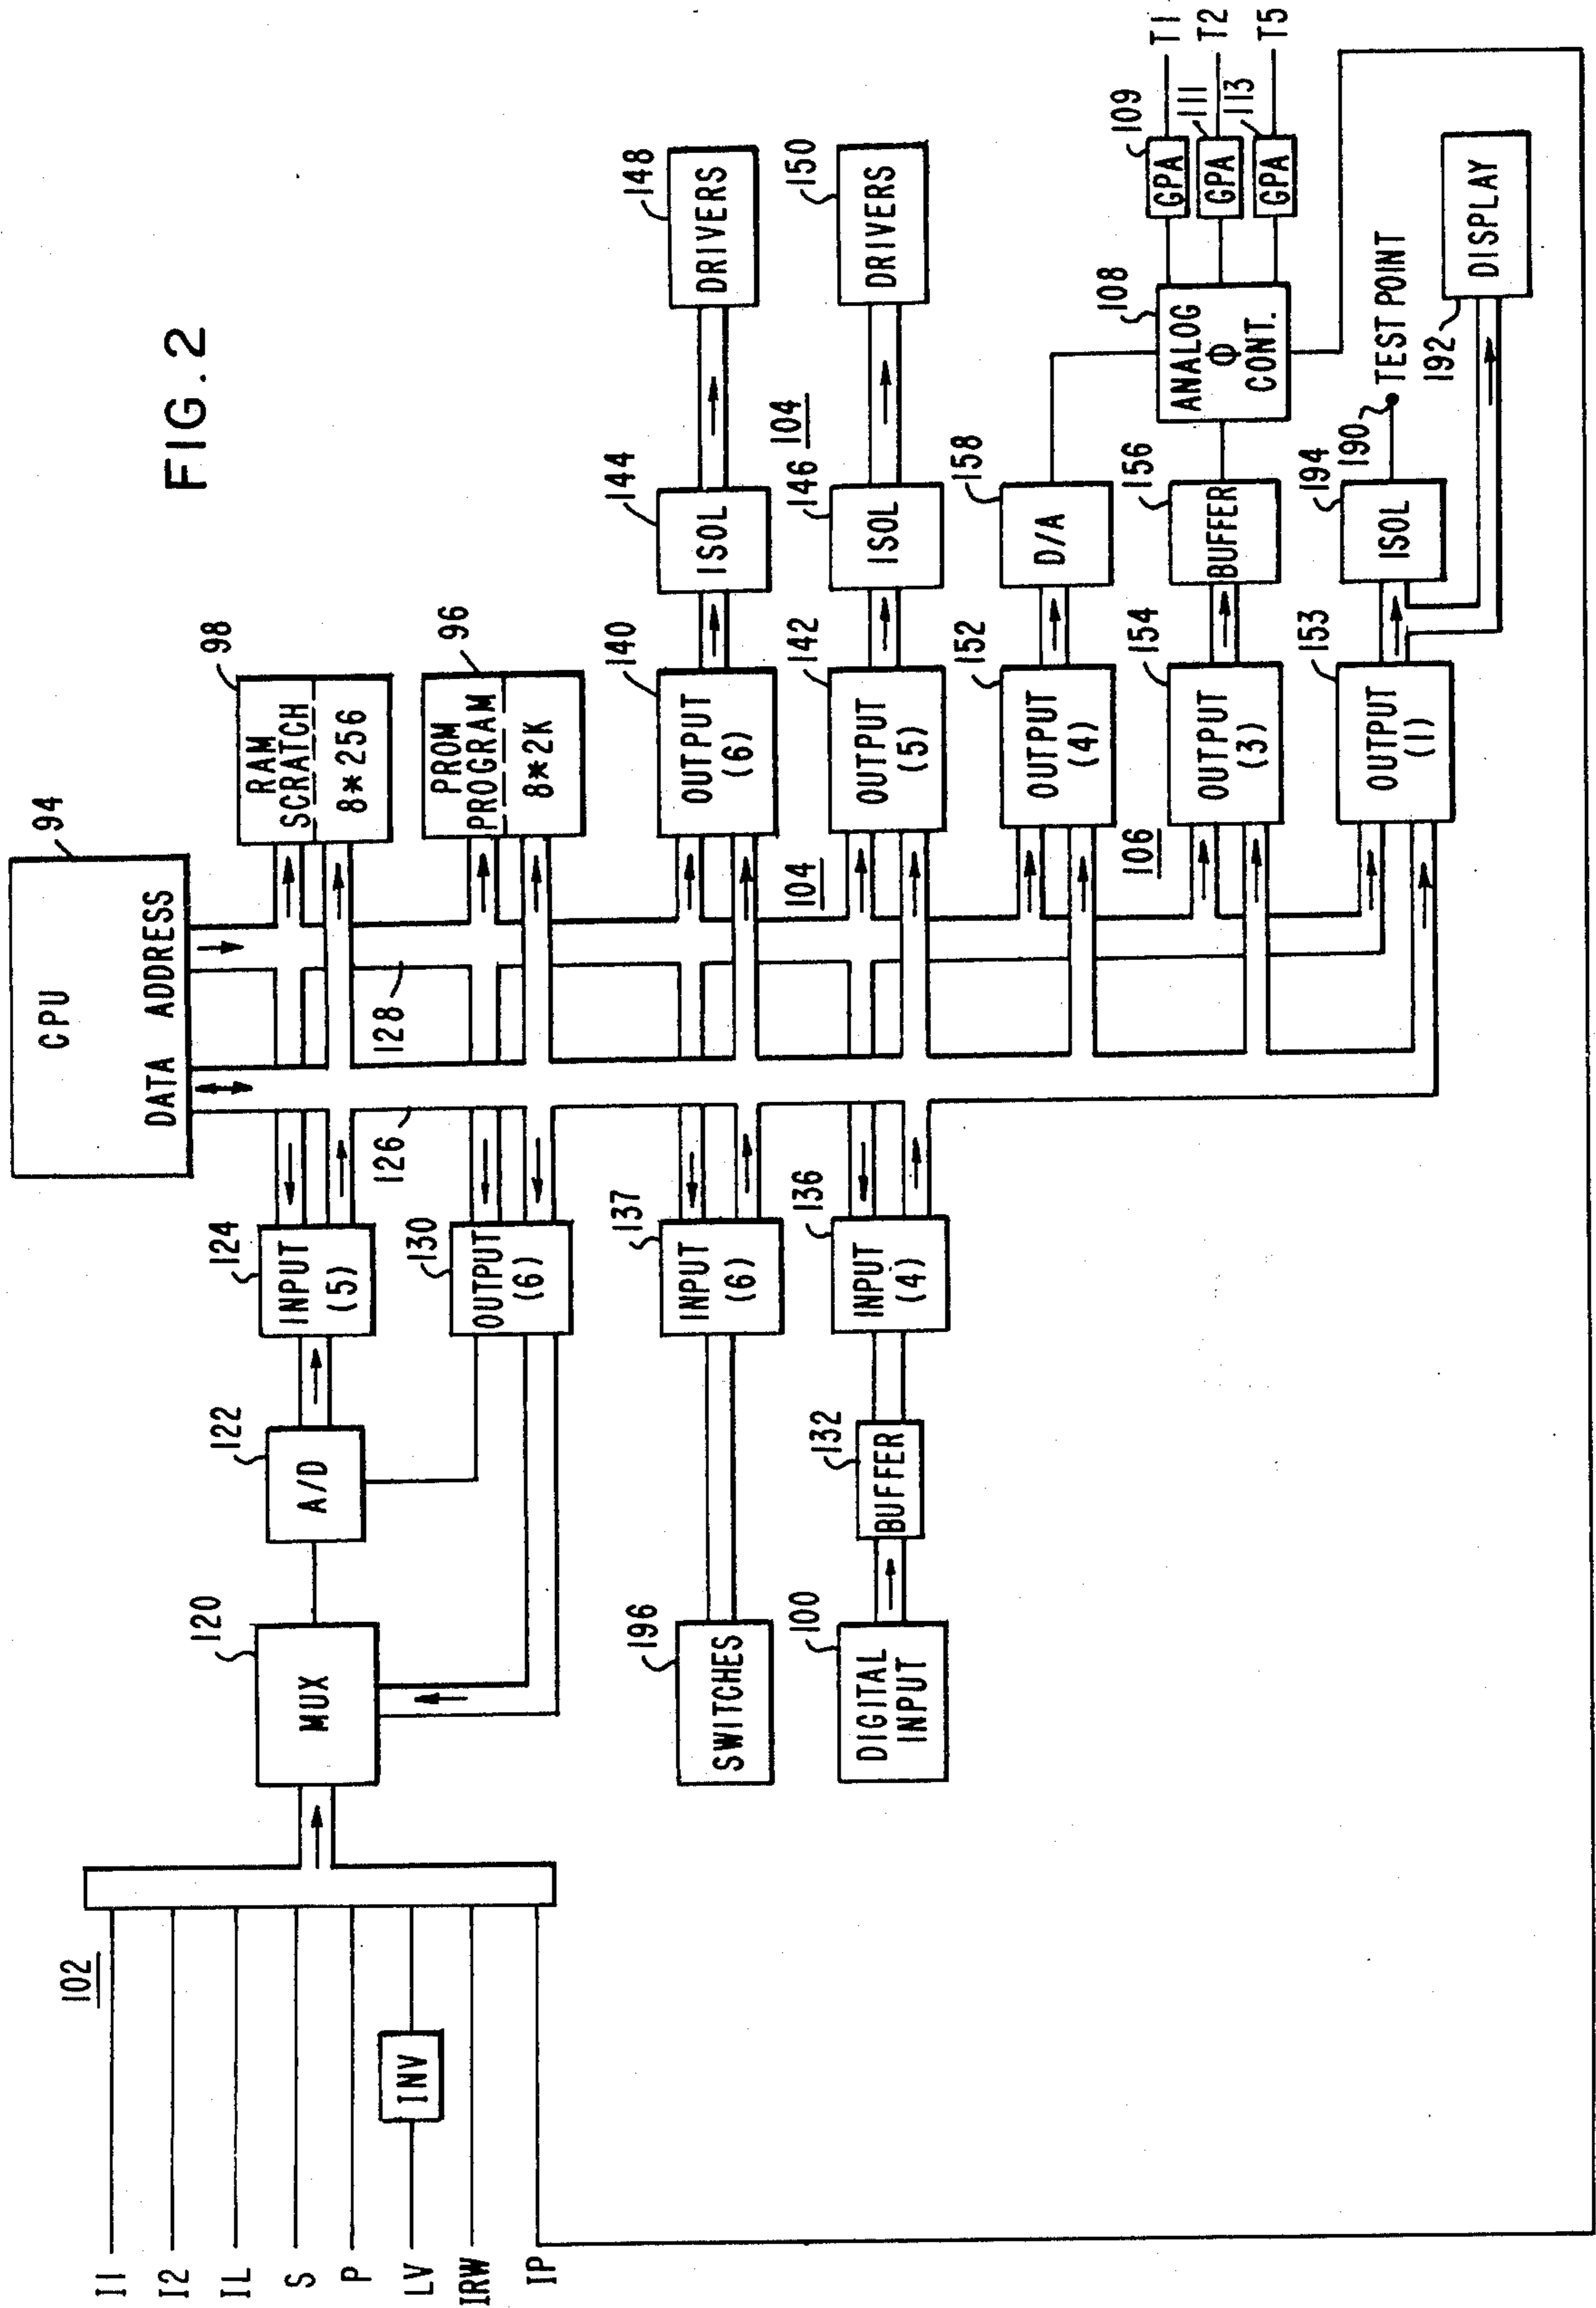 FIG. 2
CPU
94
DATA
ADDRESS
102
I1
I2
IL
S
P
LV
INV
IRW
IP
120
MUX
122
A/D
124
INPUT
(5)
130
OUTPUT
(6)
126
128
98
RAM
SCRATCH
8*256
96
PROM
PROGRAM
8*2K
196
SWITCHES
137
INPUT
(6)
140
OUTPUT
(6)
144
ISOL
148
DRIVERS
100
DIGITAL
INPUT
132
BUFFER
136
INPUT
(4)
104
142
OUTPUT
(5)
146
ISOL
104
150
DRIVERS
152
OUTPUT
(4)
158
D/A
106
154
OUTPUT
(3)
156
BUFFER
108
ANALOG
Φ
CONT.
109
GPA
T1
111
GPA
T2
113
GPA
T5
153
OUTPUT
(1)
194
ISOL
190
TEST POINT
192
DISPLAY